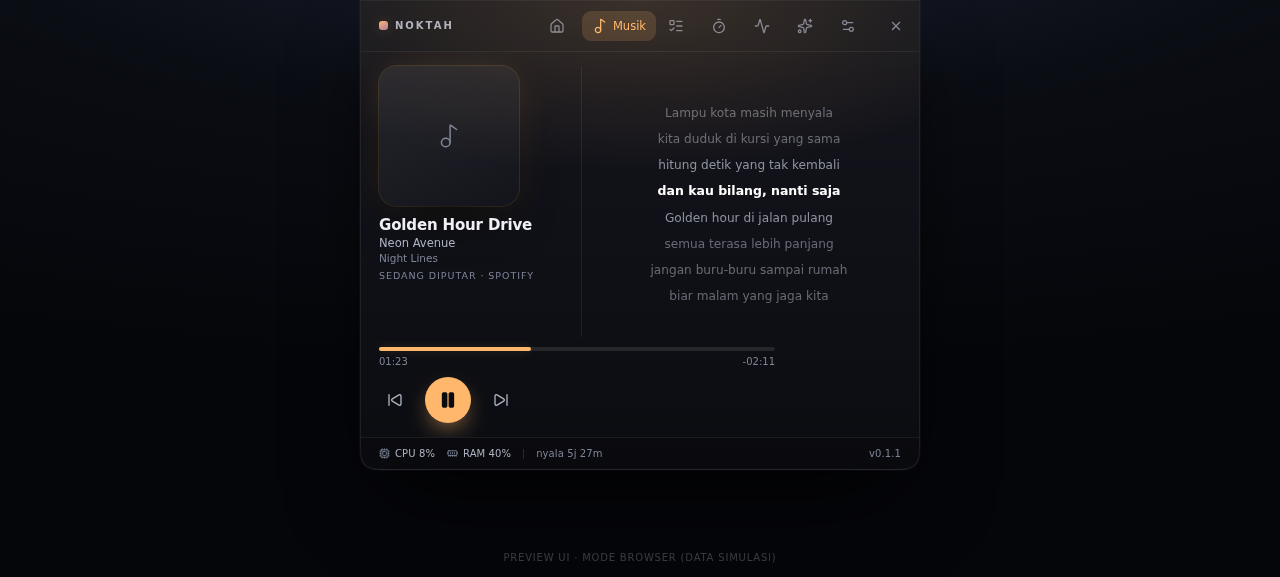 NOKTAH
Musik
Golden Hour Drive
Neon Avenue
Night Lines
SEDANG DIPUTAR · SPOTIFY
Lampu kota masih menyala
kita duduk di kursi yang sama
hitung detik yang tak kembali
dan kau bilang, nanti saja
Golden hour di jalan pulang
semua terasa lebih panjang
jangan buru-buru sampai rumah
biar malam yang jaga kita
01:23
-02:11
CPU 8% RAM 40% nyala 5j 27m v0.1.1
PREVIEW UI · MODE BROWSER (DATA SIMULASI)